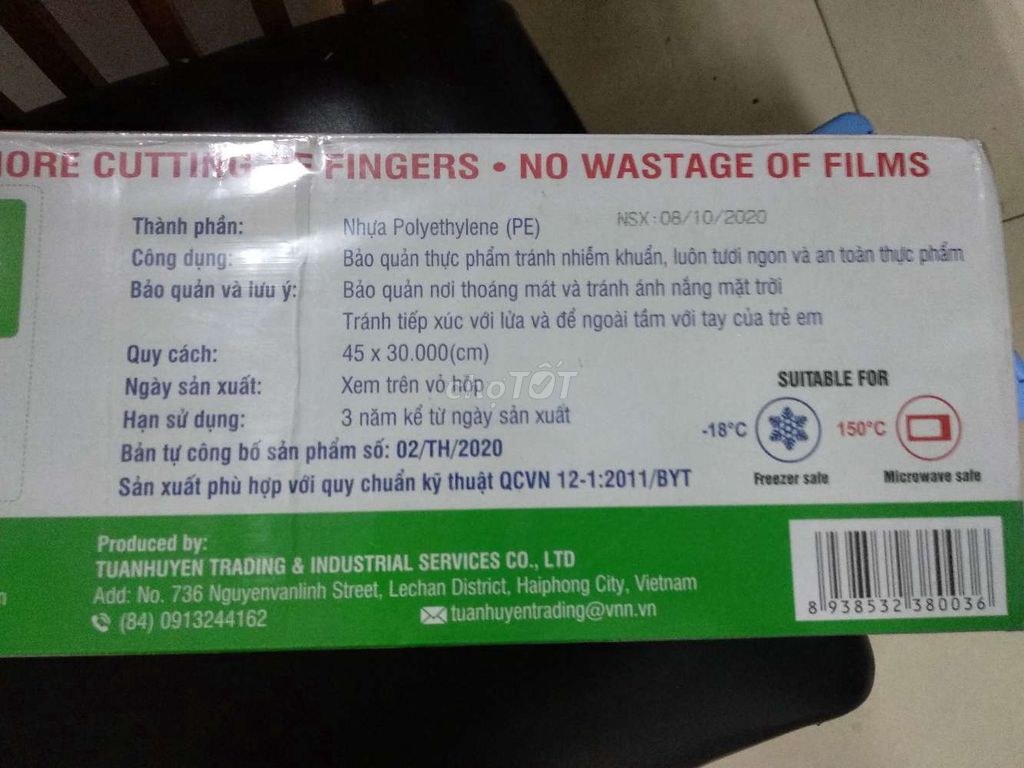 MORE CUTTING OF FINGERS • NO WASTAGE OF FILMS
Thành phần: Nhựa Polyethylene (PE) NSX:08/10/2020
Công dụng: Bảo quản thực phẩm tránh nhiễm khuẩn, luôn tươi ngon và an toàn thực phẩm
Bảo quản và lưu ý: Bảo quản nơi thoáng mát và tránh ánh nắng mặt trời
Tránh tiếp xúc với lửa và để ngoài tầm với tay của trẻ em
Quy cách: 45 x 30.000(cm)
Ngày sản xuất: Xem trên vỏ hộp
Hạn sử dụng: 3 năm kể từ ngày sản xuất
Bản tự công bố sản phẩm số: 02/TH/2020
Sản xuất phù hợp với quy chuẩn kỹ thuật QCVN 12-1:2011/BYT
chợTỐT
SUITABLE FOR
-18°C 150°C
Freezer safe Microwave safe
Produced by:
TUANHUYEN TRADING & INDUSTRIAL SERVICES CO., LTD
Add: No. 736 Nguyenvanlinh Street, Lechan District, Haiphong City, Vietnam
(84) 0913244162 tuanhuyentrading@vnn.vn
8 938532 380036